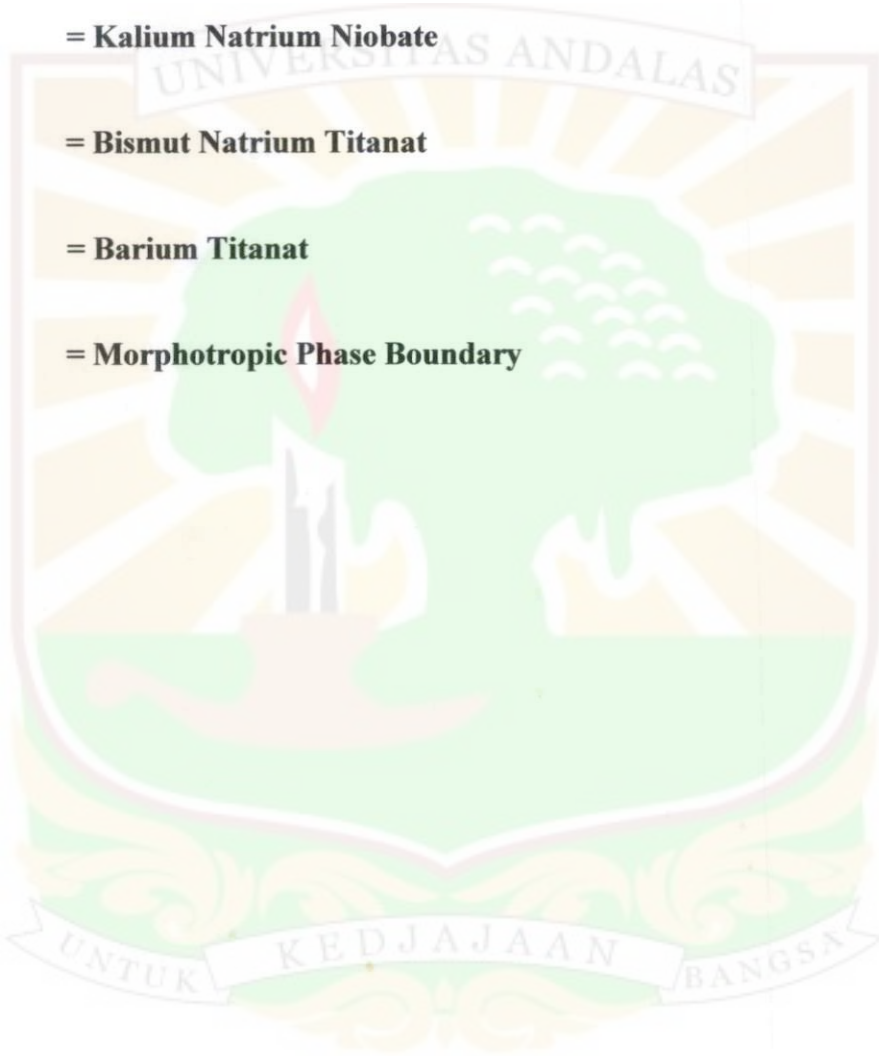 = Kalium Natrium Niobate
UNIVERSITAS ANDALAS
= Bismut Natrium Titanat
= Barium Titanat
= Morphotropic Phase Boundary
UNTUK KEDJAJAAN BANGSA